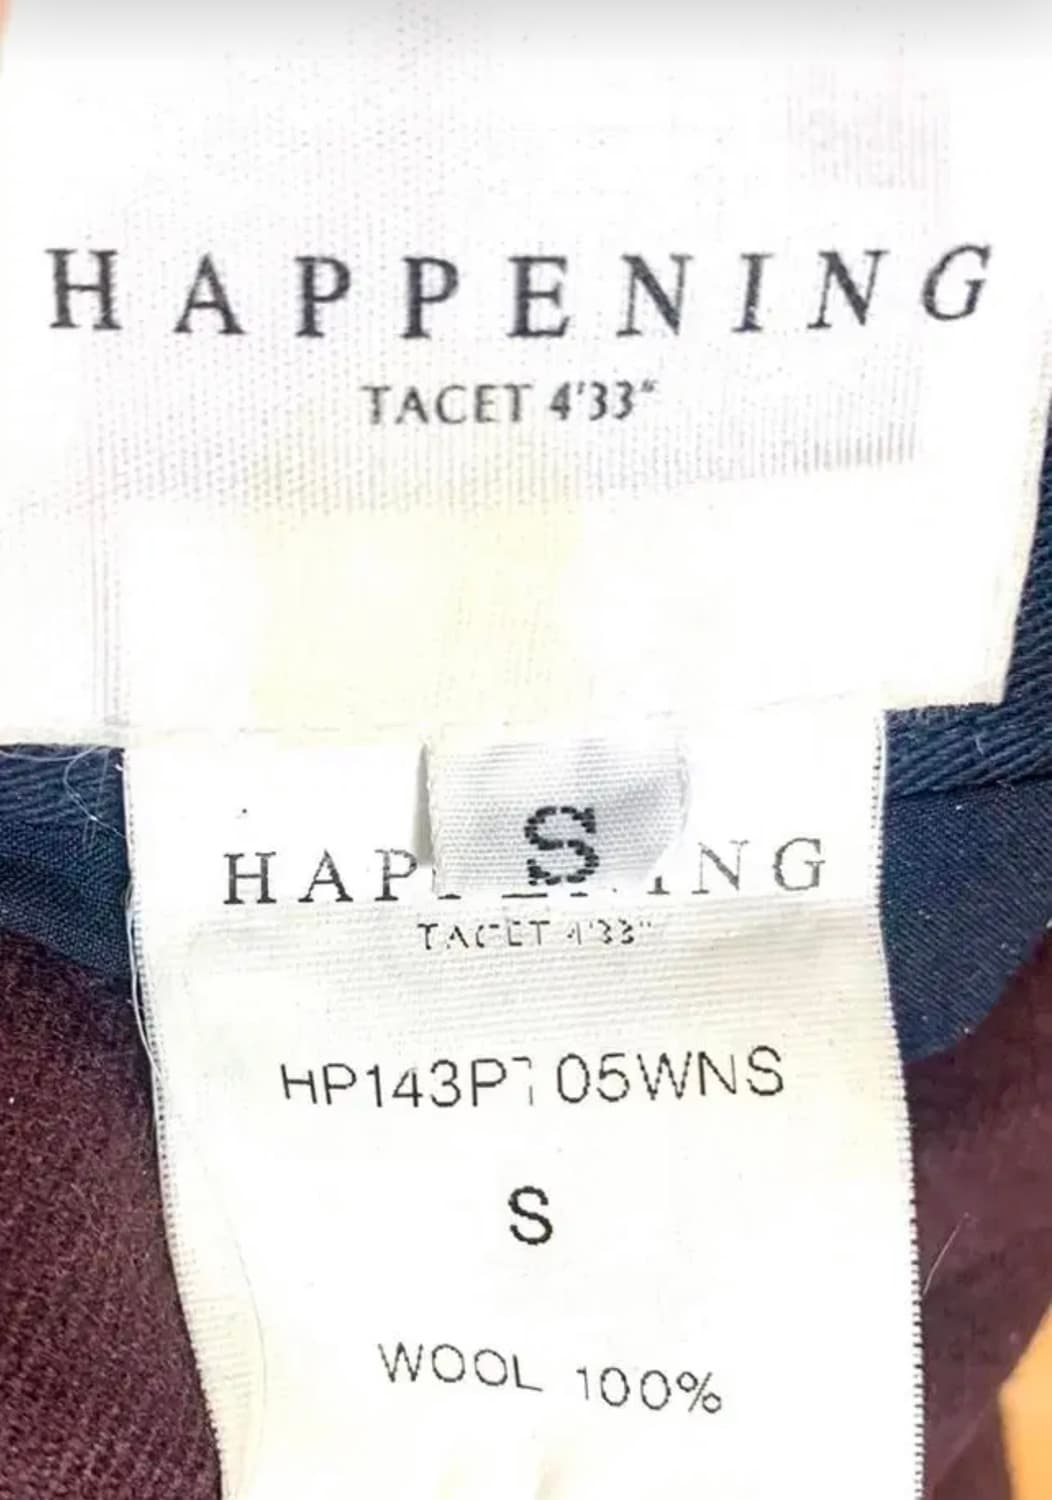 HAPPENING
TACET 4'33"
S
TACET 4'33"
S
WOOL 100%